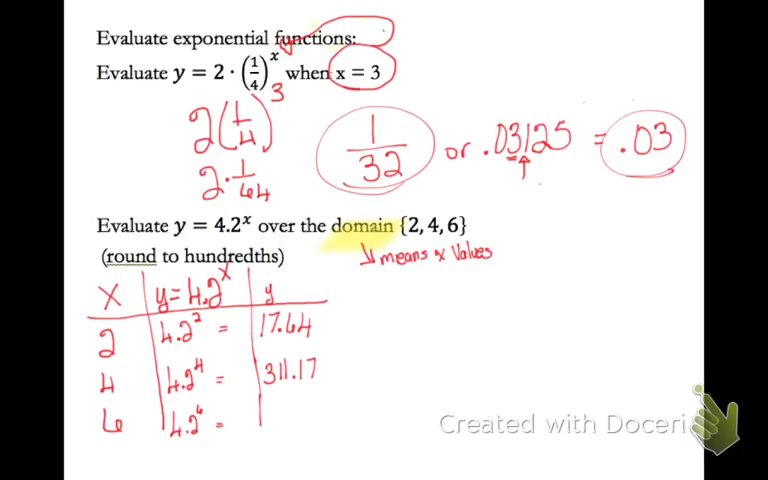 Evaluate exponential functions:
Evaluate y = 2 · (1/4)^x when x = 3
2(1/4)^3
2 · 1/64
1/32 or .03125 = .03
Evaluate y = 4.2^x over the domain {2, 4, 6}
(round to hundredths)
means x values
x | y = 4.2^x | y
2 | 4.2^2 = | 17.64
4 | 4.2^4 = | 311.17
6 | 4.2^6 = |
Created with Doceri